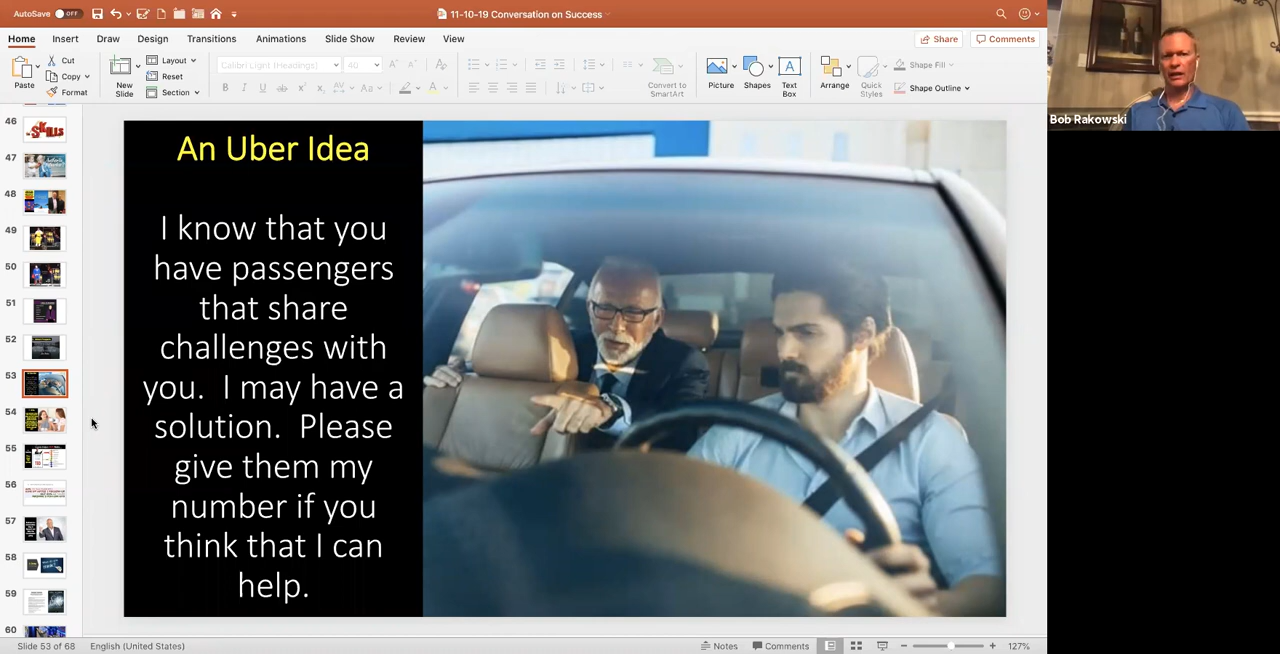 AutoSave OFF
11-10-19 Conversation on Success
Home Insert Draw Design Transitions Animations Slide Show Review View
Share Comments
Paste
Cut
Copy
Format
New Slide
Layout
Reset
Section
Calibri Light (Headings) 40
Convert to SmartArt
Picture
Shapes
Text Box
Arrange
Quick Styles
Shape Fill
Shape Outline
Bob Rakowski
46
47
48
49
50
51
52
53
54
55
56
57
58
59
60
An Uber Idea
I know that you
have passengers
that share
challenges with
you. I may have a
solution. Please
give them my
number if you
think that I can
help.
Slide 53 of 68 English (United States) Notes Comments 127%